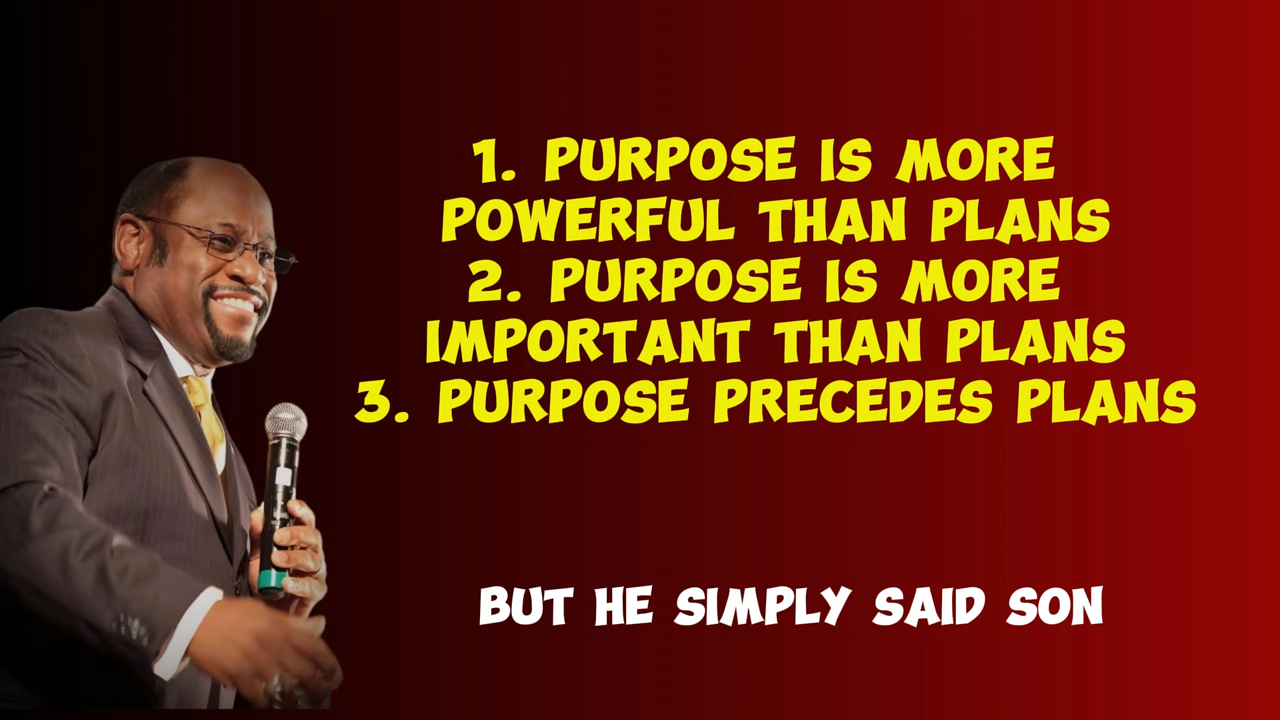 1. PURPOSE IS MORE
POWERFUL THAN PLANS
2. PURPOSE IS MORE
IMPORTANT THAN PLANS
3. PURPOSE PRECEDES PLANS
BUT HE SIMPLY SAID SON